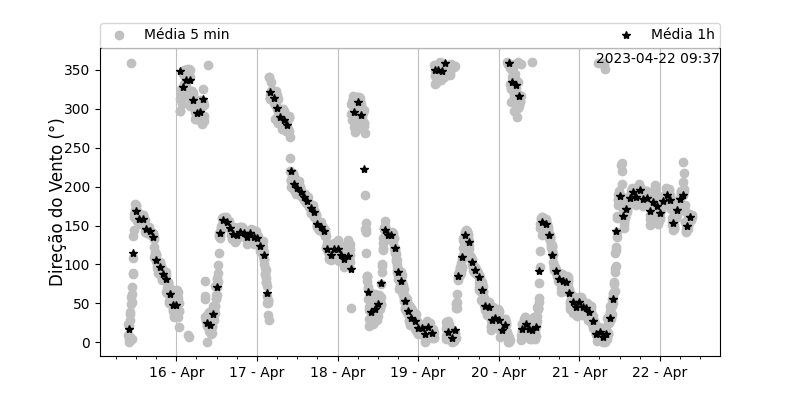 Média 5 min
Média 1h
2023-04-22 09:37
Direção do Vento (°)
350
300
250
200
150
100
50
0
16 - Apr
17 - Apr
18 - Apr
19 - Apr
20 - Apr
21 - Apr
22 - Apr